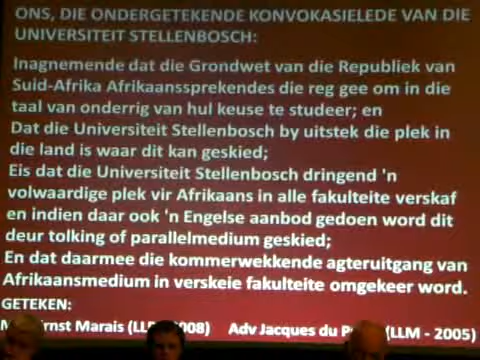 ONS, DIE ONDERGETEKENDE KONVOKASIELEDE VAN DIE
UNIVERSITEIT STELLENBOSCH:
Inagnemende dat die Grondwet van die Republiek van
Suid-Afrika Afrikaanssprekendes die reg gee om in die
taal van onderrig van hul keuse te studeer; en
Dat die Universiteit Stellenbosch by uitstek die plek in
die land is waar dit kan geskied;
Eis dat die Universiteit Stellenbosch dringend 'n
volwaardige plek vir Afrikaans in alle fakulteite verskaf
en indien daar ook 'n Engelse aanbod gedoen word dit
deur tolking of parallelmedium geskied;
En dat daarmee die kommerwekkende agteruitgang van
Afrikaansmedium in verskeie fakulteite omgekeer word.
GETEKEN:
Ernst Marais Adv Jacques du (LLM - 2005)